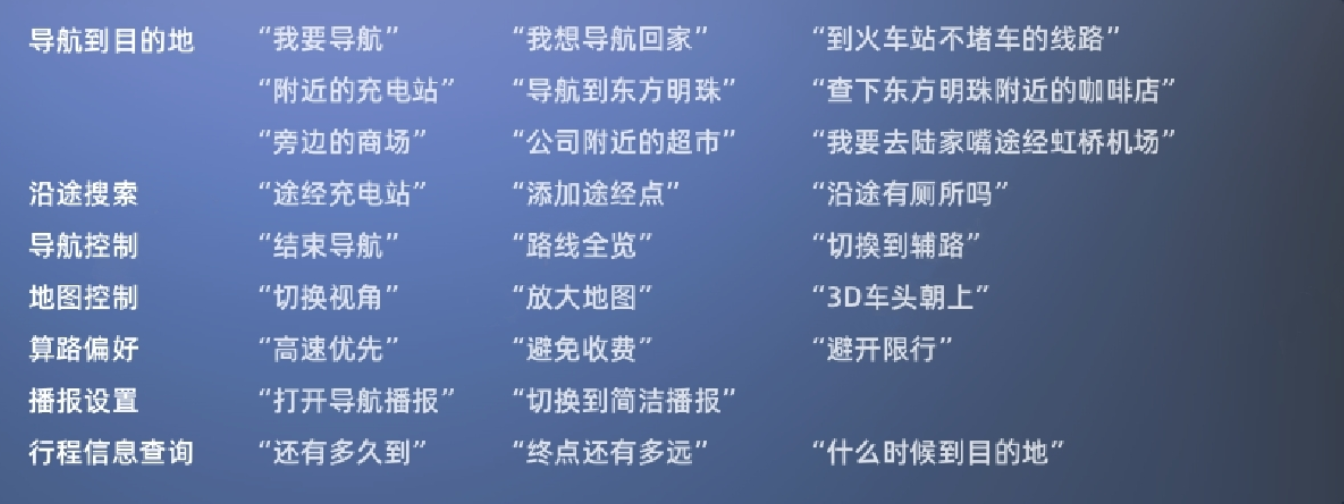 导航到目的地 “我要导航” “我想导航回家” “到火车站不堵车的线路”
“附近的充电站” “导航到东方明珠” “查下东方明珠附近的咖啡店”
“旁边的商场” “公司附近的超市” “我要去陆家嘴途经虹桥机场”
沿途搜索 “途经充电站” “添加途经点” “沿途有厕所吗”
导航控制 “结束导航” “路线全览” “切换到辅路”
地图控制 “切换视角” “放大地图” “3D车头朝上”
算路偏好 “高速优先” “避免收费” “避开限行”
播报设置 “打开导航播报” “切换到简洁播报”
行程信息查询 “还有多久到” “终点还有多远” “什么时候到目的地”